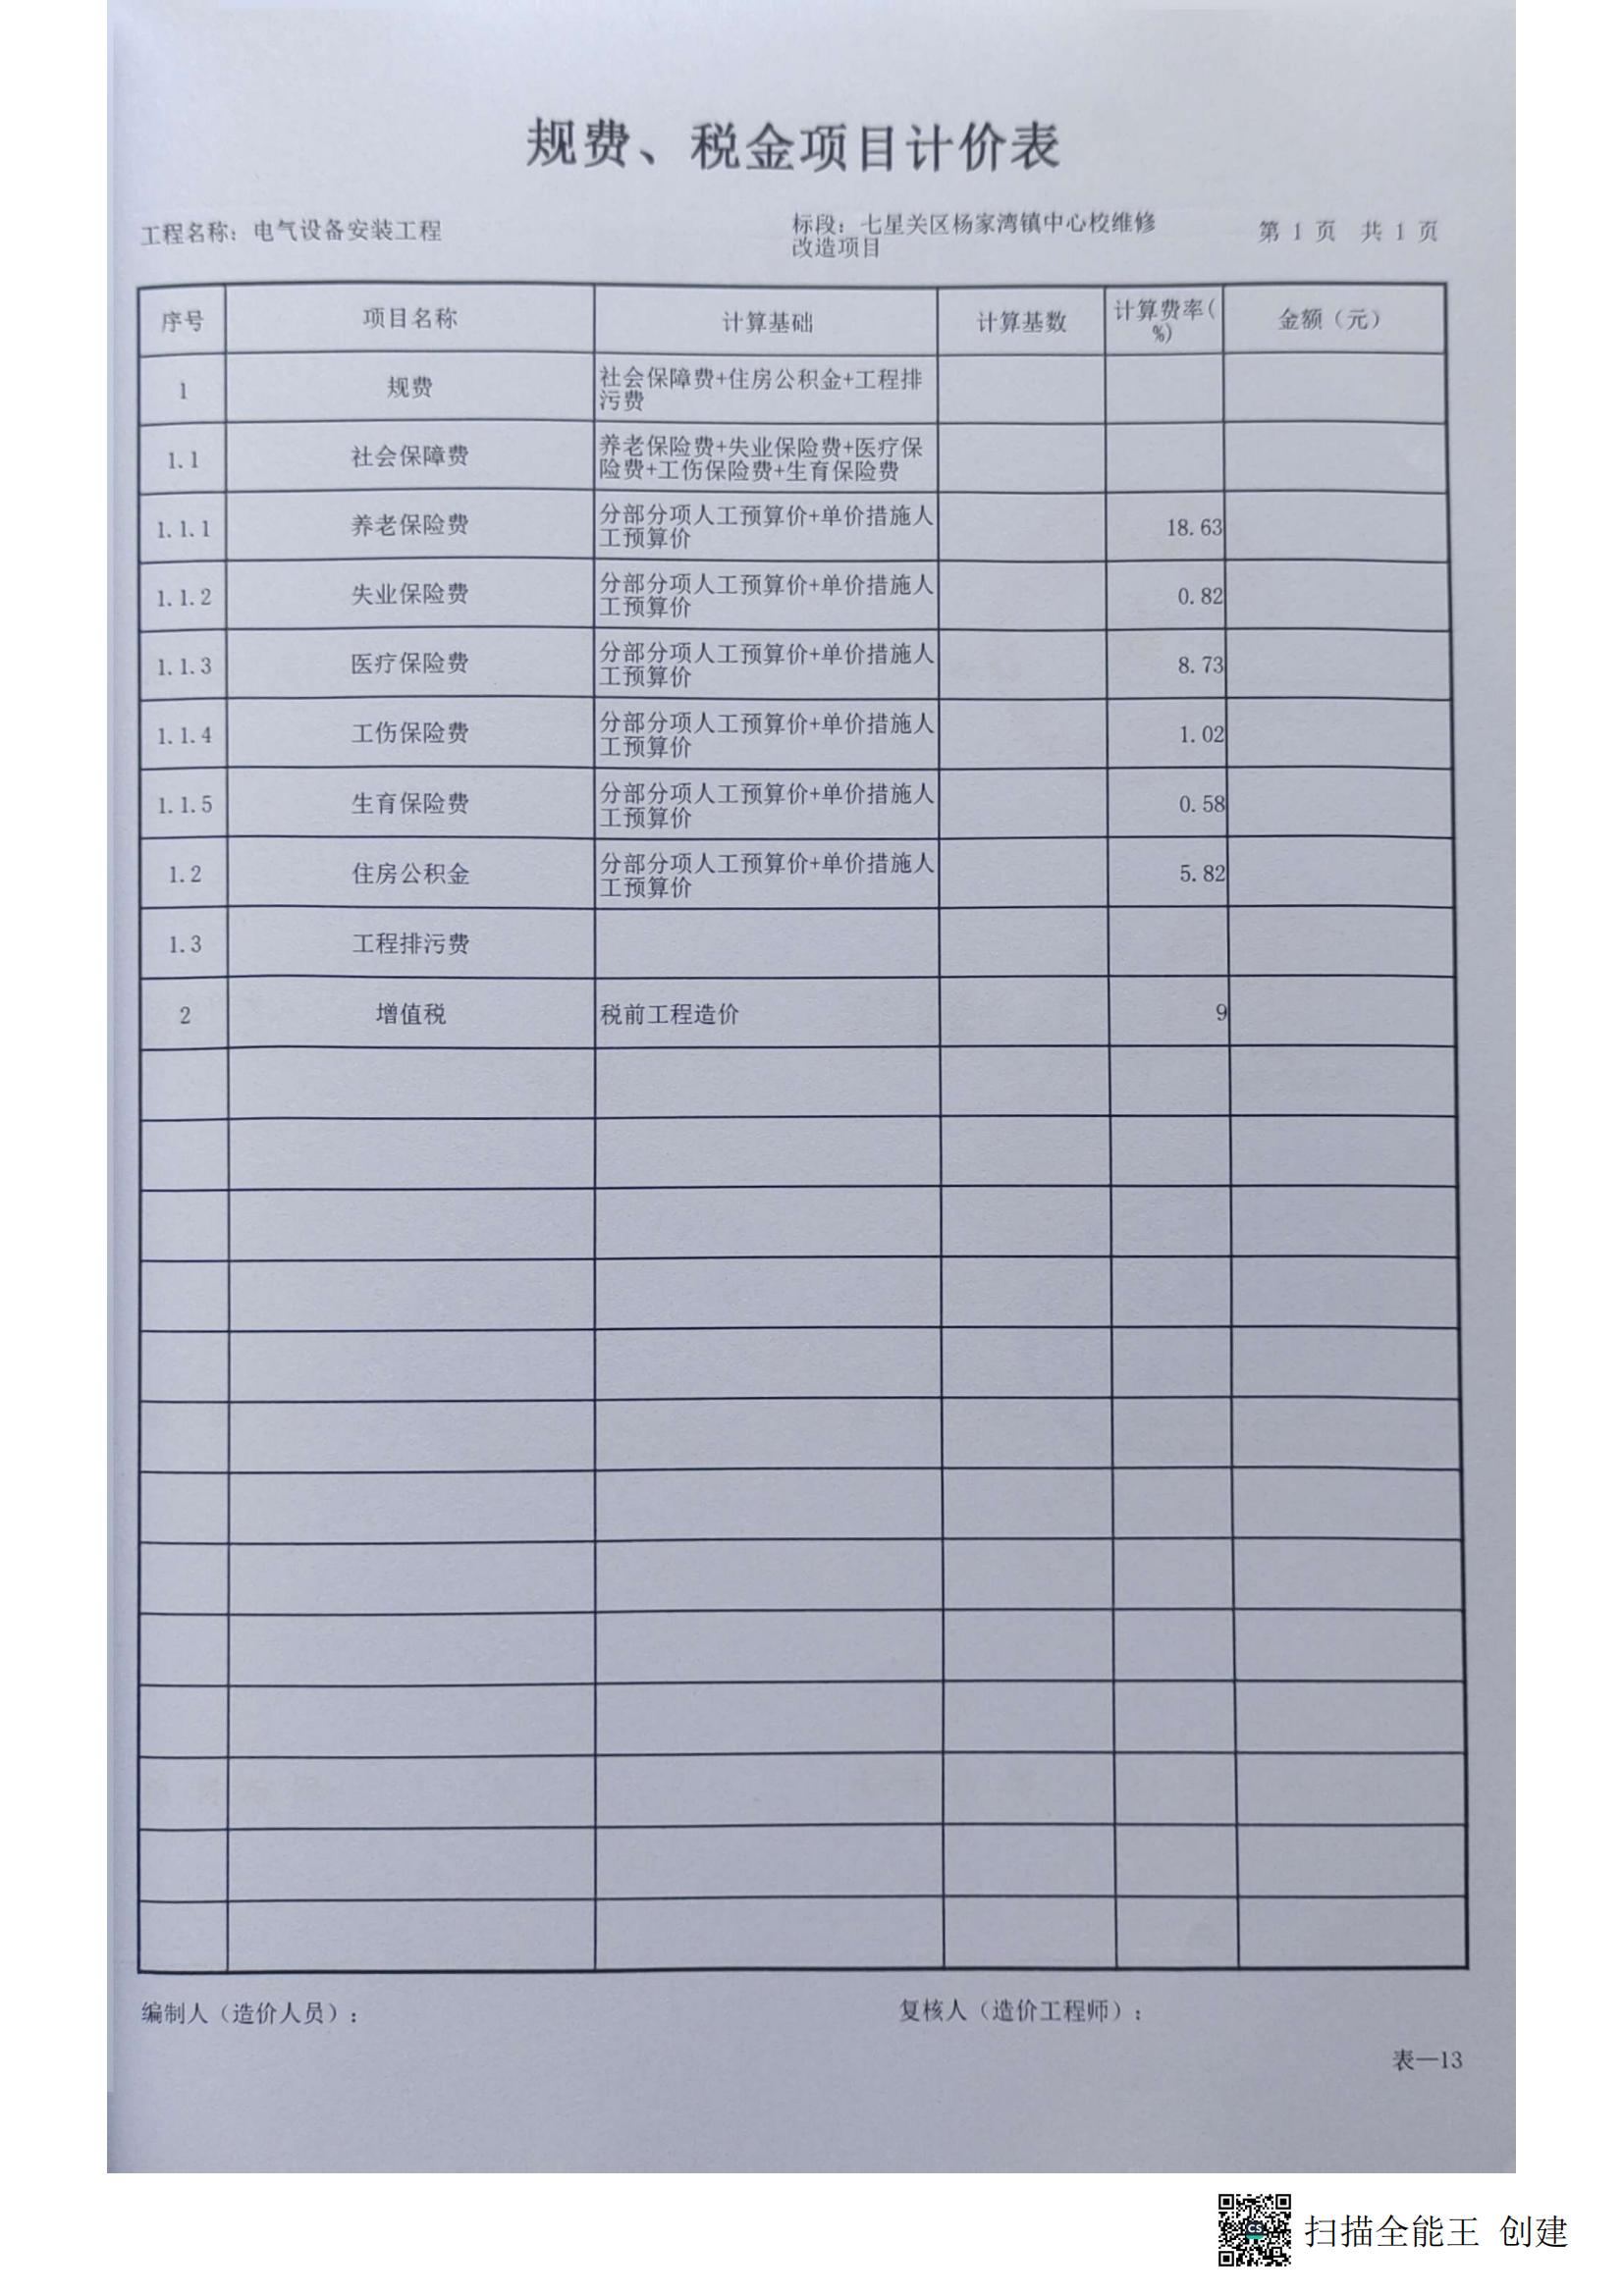 规费、税金项目计价表
工程名称：电气设备安装工程
标段：七星关区杨家湾镇中心校维修
改造项目
第 1 页 共 1 页
序号 项目名称 计算基础 计算基数 计算费率(
%) 金额（元）
1 规费 社会保障费+住房公积金+工程排
污费
1.1 社会保障费 养老保险费+失业保险费+医疗保
险费+工伤保险费+生育保险费
1.1.1 养老保险费 分部分项人工预算价+单价措施人
工预算价 18.63
1.1.2 失业保险费 分部分项人工预算价+单价措施人
工预算价 0.82
1.1.3 医疗保险费 分部分项人工预算价+单价措施人
工预算价 8.73
1.1.4 工伤保险费 分部分项人工预算价+单价措施人
工预算价 1.02
1.1.5 生育保险费 分部分项人工预算价+单价措施人
工预算价 0.58
1.2 住房公积金 分部分项人工预算价+单价措施人
工预算价 5.82
1.3 工程排污费
2 增值税 税前工程造价 9
编制人（造价人员）：
复核人（造价工程师）：
表—13
CS
扫描全能王 创建